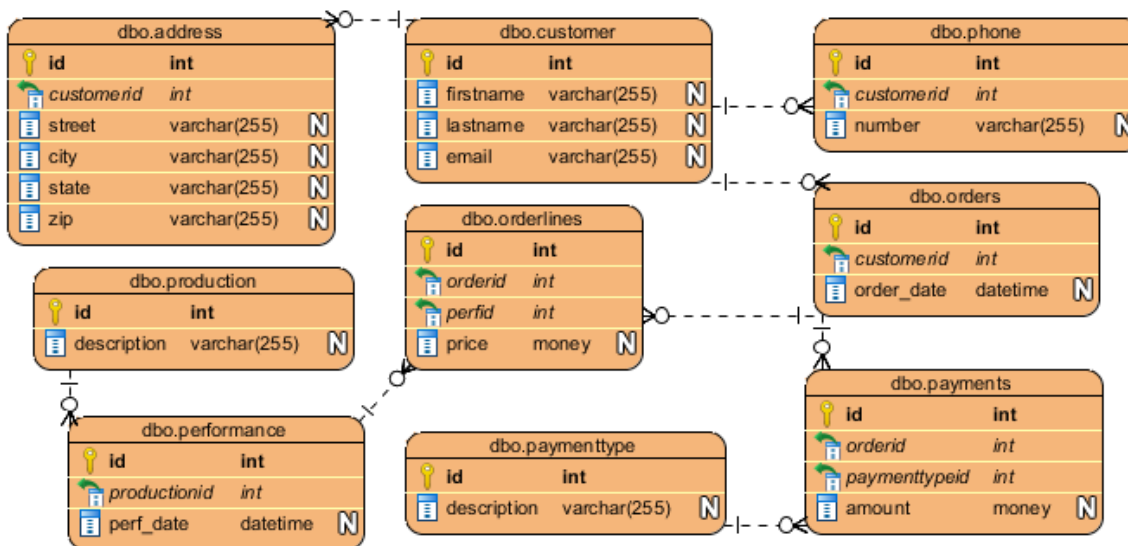 dbo.address
id int
customerid int
street varchar(255) N
city varchar(255) N
state varchar(255) N
zip varchar(255) N
dbo.customer
id int
firstname varchar(255) N
lastname varchar(255) N
email varchar(255) N
dbo.phone
id int
customerid int
number varchar(255) N
dbo.orders
id int
customerid int
order_date datetime N
dbo.orderlines
id int
orderid int
perfid int
price money N
dbo.production
id int
description varchar(255) N
dbo.performance
id int
productionid int
perf_date datetime N
dbo.paymenttype
id int
description varchar(255) N
dbo.payments
id int
orderid int
paymenttypeid int
amount money N